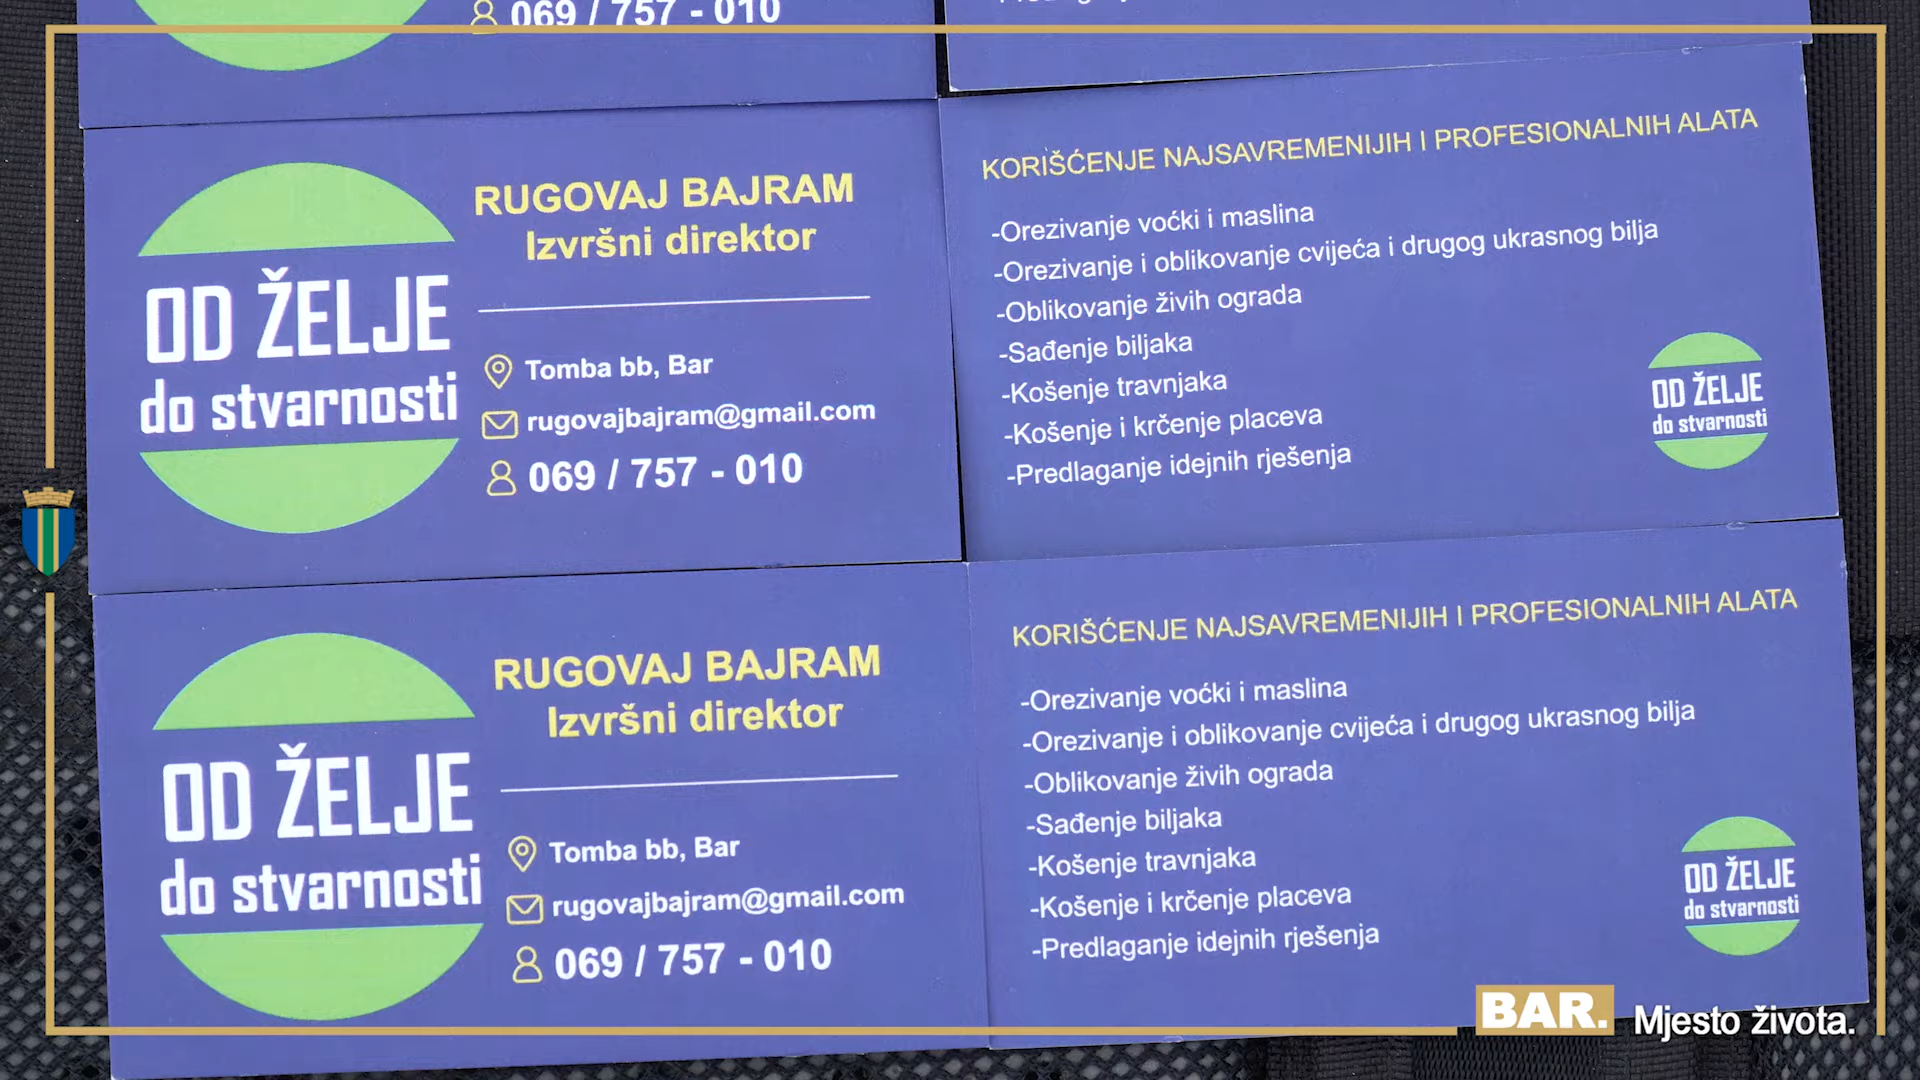 069 / 757 - 010
OD ŽELJE
do stvarnosti
RUGOVAJ BAJRAM
Izvršni direktor
Tomba bb, Bar
rugovajbajram@gmail.com
069 / 757 - 010
KORIŠĆENJE NAJSAVREMENIJIH I PROFESIONALNIH ALATA
-Orezivanje voćki i maslina
-Orezivanje i oblikovanje cvijeća i drugog ukrasnog bilja
-Oblikovanje živih ograda
-Sađenje biljaka
-Košenje travnjaka
-Košenje i krčenje placeva
-Predlaganje idejnih rješenja
OD ŽELJE
do stvarnosti
OD ŽELJE
do stvarnosti
RUGOVAJ BAJRAM
Izvršni direktor
Tomba bb, Bar
rugovajbajram@gmail.com
069 / 757 - 010
KORIŠĆENJE NAJSAVREMENIJIH I PROFESIONALNIH ALATA
-Orezivanje voćki i maslina
-Orezivanje i oblikovanje cvijeća i drugog ukrasnog bilja
-Oblikovanje živih ograda
-Sađenje biljaka
-Košenje travnjaka
-Košenje i krčenje placeva
-Predlaganje idejnih rješenja
OD ŽELJE
do stvarnosti
BAR. Mjesto života.